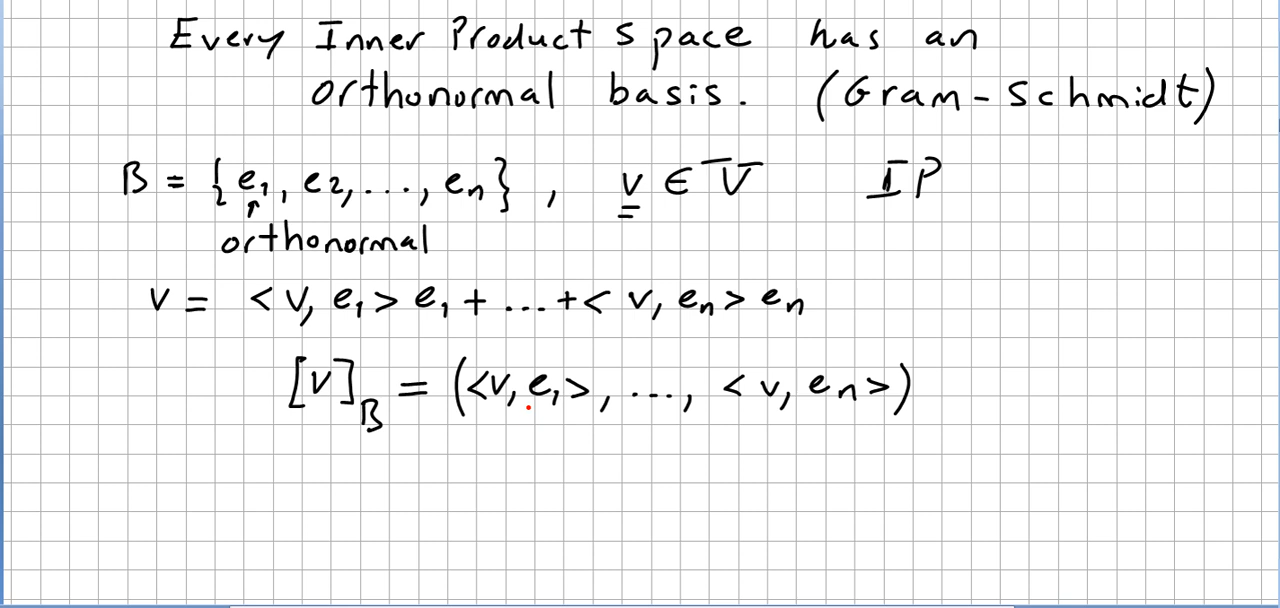 Every Inner Product space has an
orthonormal basis. (Gram-Schmidt)
B = {e₁, e₂, ..., eₙ}, v ∈ V IP
↑
orthonormal
v = <v, e₁> e₁ + ... + <v, eₙ> eₙ
[v]_B = (<v, e₁>, ..., <v, eₙ>)